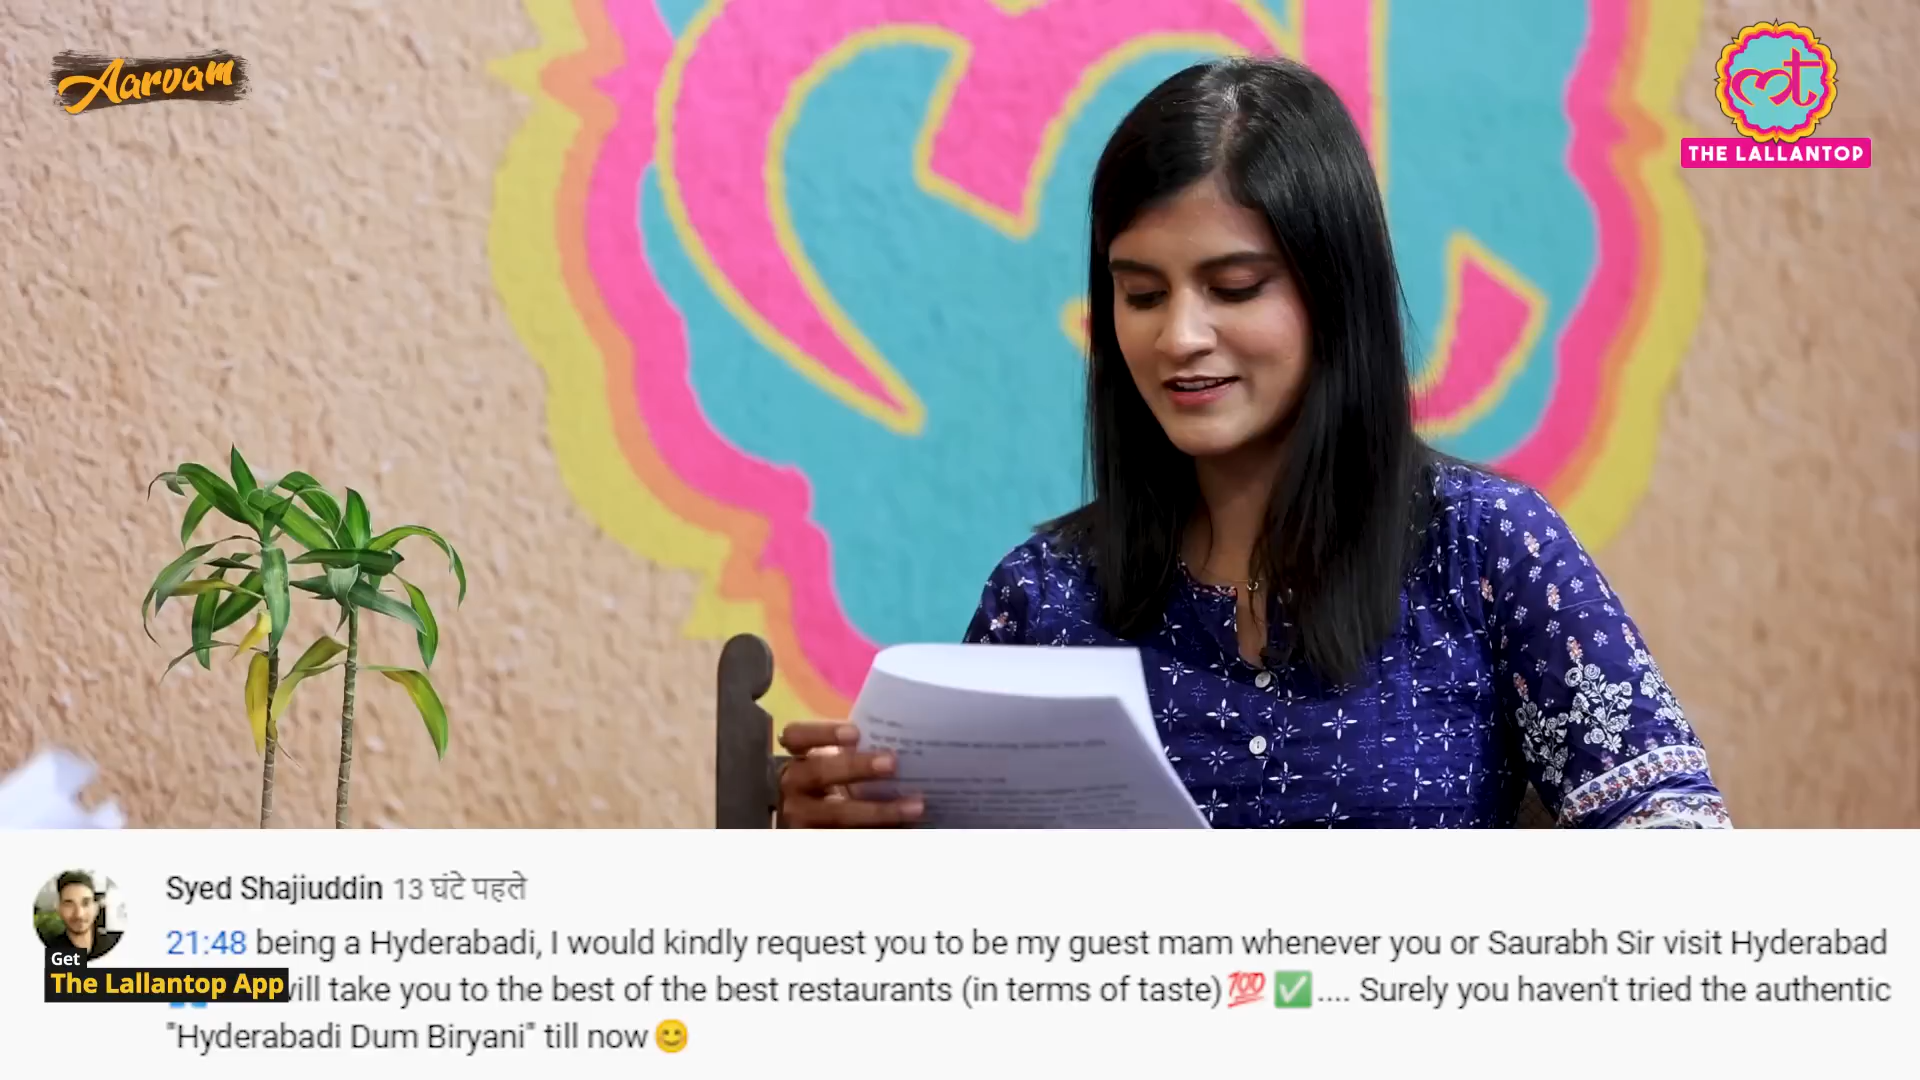 Aarvam
mt
THE LALLANTOP
Syed Shajiuddin 13 घंटे पहले
21:48 being a Hyderabadi, I would kindly request you to be my guest mam whenever you or Saurabh Sir visit Hyderabad
Get
The Lallantop App
will take you to the best of the best restaurants (in terms of taste) 💯 ✅.... Surely you haven't tried the authentic
"Hyderabadi Dum Biryani" till now 😊